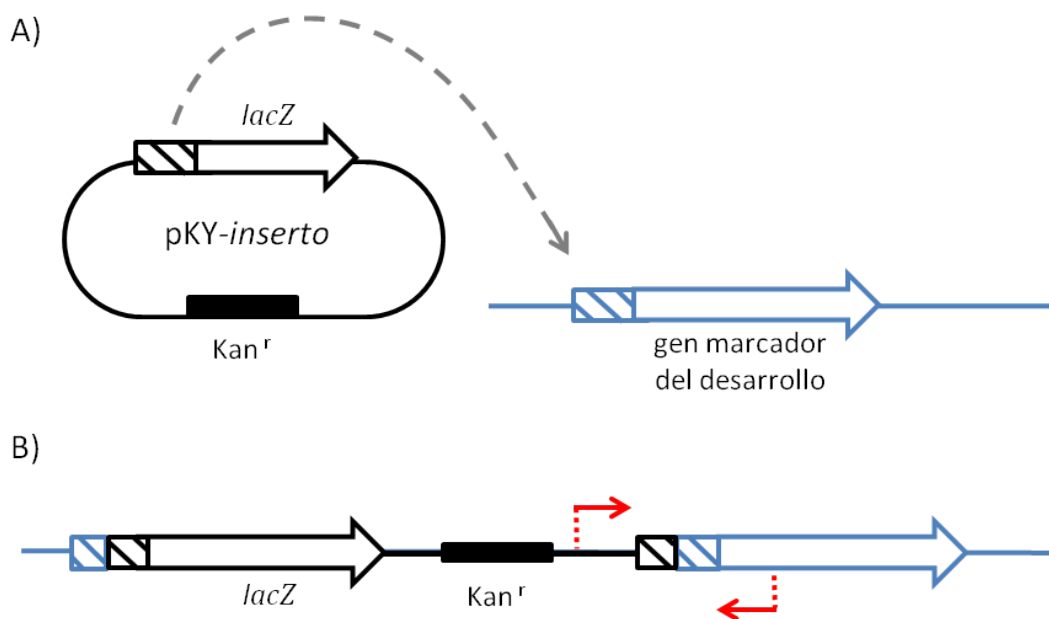 A)
lacZ
pKY-inserto
Kan r
gen marcador
del desarrollo
B)
lacZ
Kan r